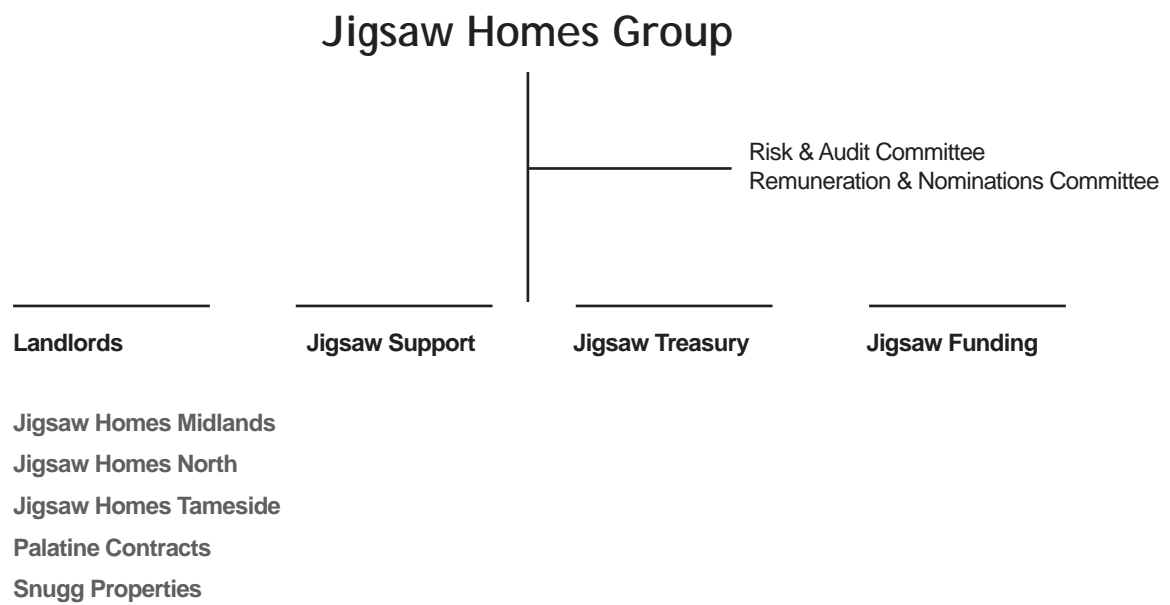 Jigsaw Homes Group
Risk & Audit Committee
Remuneration & Nominations Committee
Landlords
Jigsaw Support
Jigsaw Treasury
Jigsaw Funding
Jigsaw Homes Midlands
Jigsaw Homes North
Jigsaw Homes Tameside
Palatine Contracts
Snugg Properties